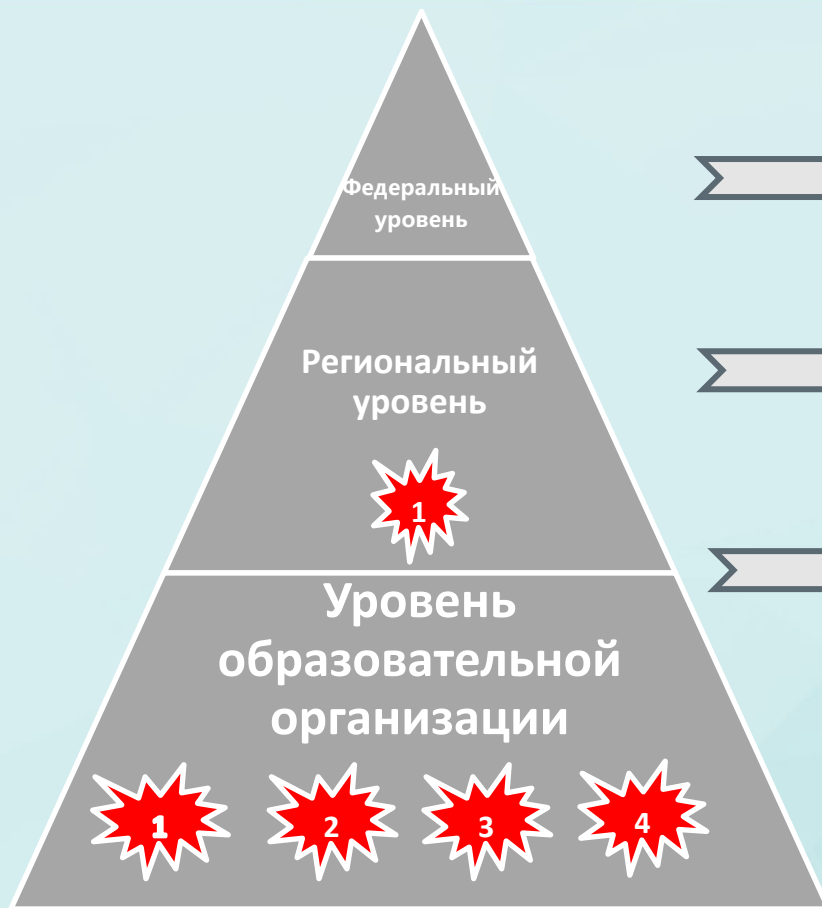 Федеральный
уровень
Региональный
уровень
1
Уровень
образовательной
организации
1 2 3 4